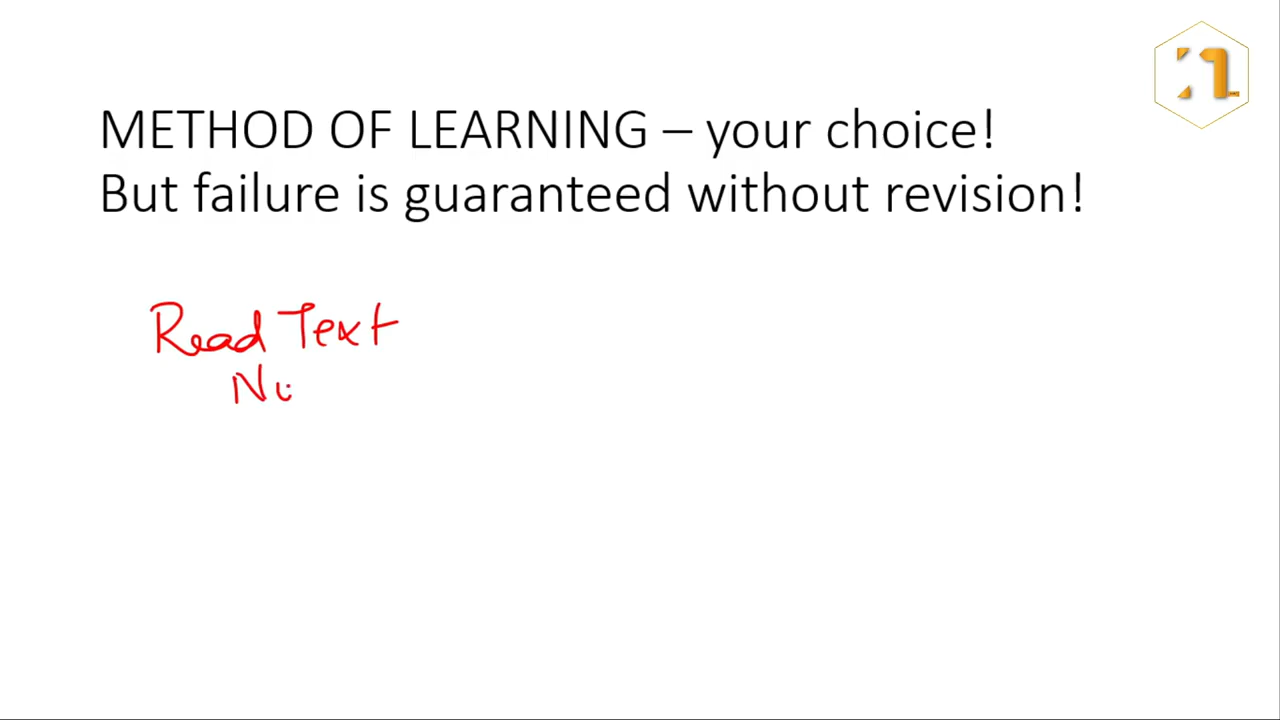 METHOD OF LEARNING – your choice!
But failure is guaranteed without revision!
Read Text